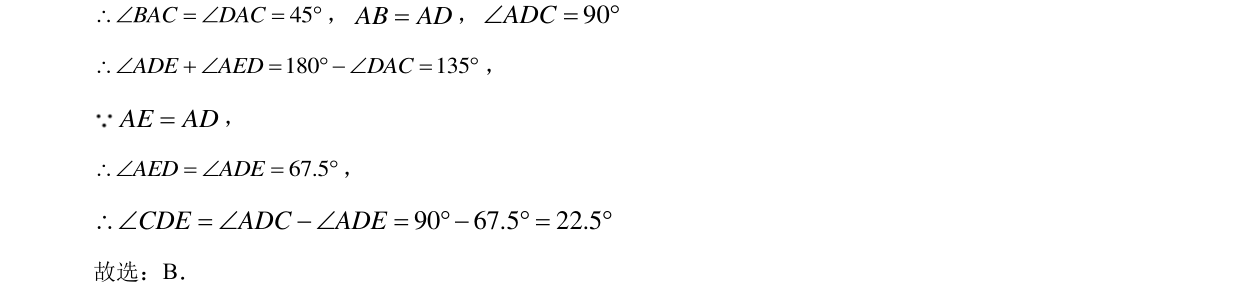 ∴∠BAC=∠DAC=45°，AB=AD，∠ADC=90°
∴∠ADE+∠AED=180°−∠DAC=135°，
∵AE=AD，
∴∠AED=∠ADE=67.5°，
∴∠CDE=∠ADC−∠ADE=90°−67.5°=22.5°
故选：B．